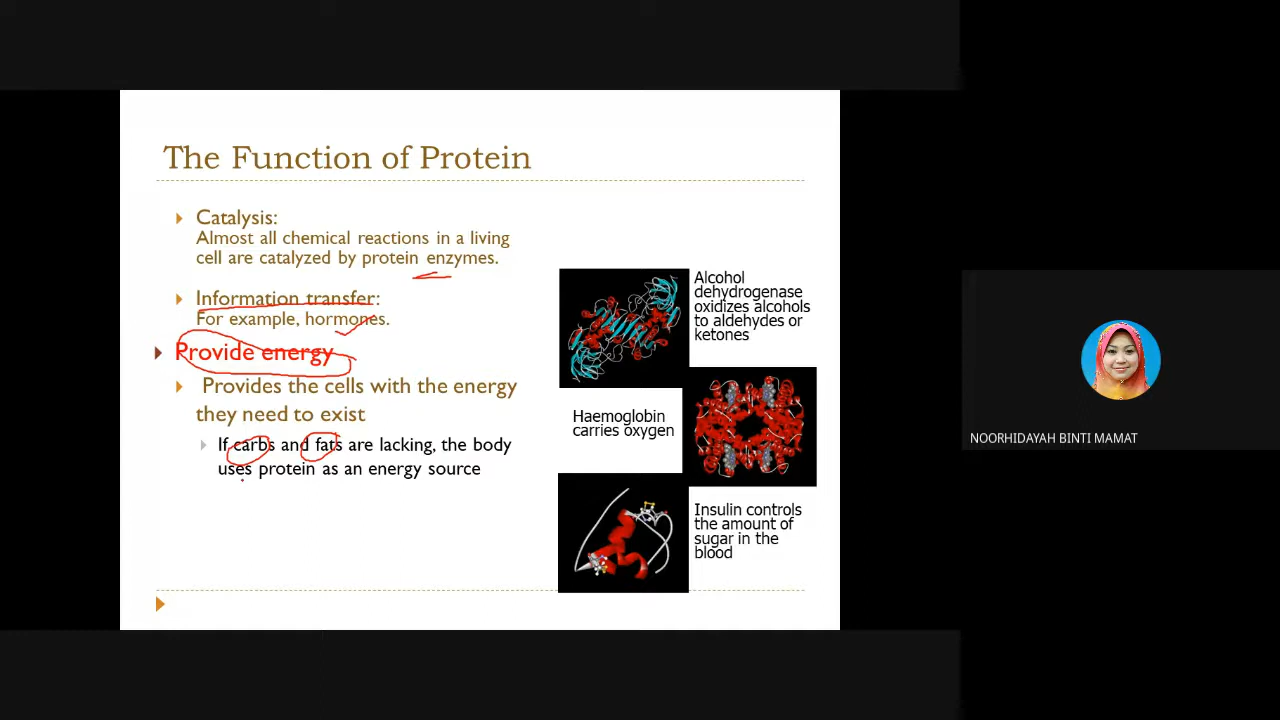 The Function of Protein
Catalysis:
Almost all chemical reactions in a living
cell are catalyzed by protein enzymes.
Information transfer:
For example, hormones.
Provide energy
Provides the cells with the energy
they need to exist
If carbs and fats are lacking, the body
uses protein as an energy source
Alcohol
dehydrogenase
oxidizes alcohols
to aldehydes or
ketones
Haemoglobin
carries oxygen
Insulin controls
the amount of
sugar in the
blood
NOORHIDAYAH BINTI MAMAT